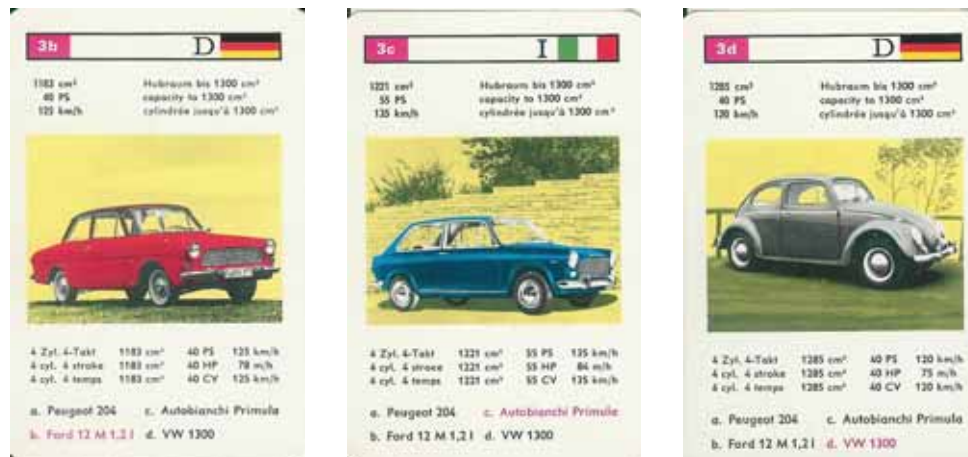 3b D
1183 cm³ Hubraum bis 1300 cm³
40 PS capacity to 1300 cm³
125 km/h cylindrée jusqu'à 1300 cm³
4 Zyl. 4-Takt 1183 cm³ 40 PS 125 km/h
4 cyl. 4 stroke 1183 cm³ 40 HP 78 m/h
4 cyl. 4 temps 1183 cm³ 40 CV 125 km/h
a. Peugeot 204 c. Autobianchi Primula
b. Ford 12 M 1,2 l d. VW 1300
3c I
1221 cm³ Hubraum bis 1300 cm³
55 PS capacity to 1300 cm³
135 km/h cylindrée jusqu'à 1300 cm³
4 Zyl. 4-Takt 1221 cm³ 55 PS 135 km/h
4 cyl. 4 stroke 1221 cm³ 55 HP 84 m/h
4 cyl. 4 temps 1221 cm³ 55 CV 135 km/h
a. Peugeot 204 c. Autobianchi Primula
b. Ford 12 M 1,2 l d. VW 1300
3d D
1285 cm³ Hubraum bis 1300 cm³
40 PS capacity to 1300 cm³
120 km/h cylindrée jusqu'à 1300 cm³
4 Zyl. 4-Takt 1285 cm³ 40 PS 120 km/h
4 cyl. 4 stroke 1285 cm³ 40 HP 75 m/h
4 cyl. 4 temps 1285 cm³ 40 CV 120 km/h
a. Peugeot 204 c. Autobianchi Primula
b. Ford 12 M 1,2 l d. VW 1300